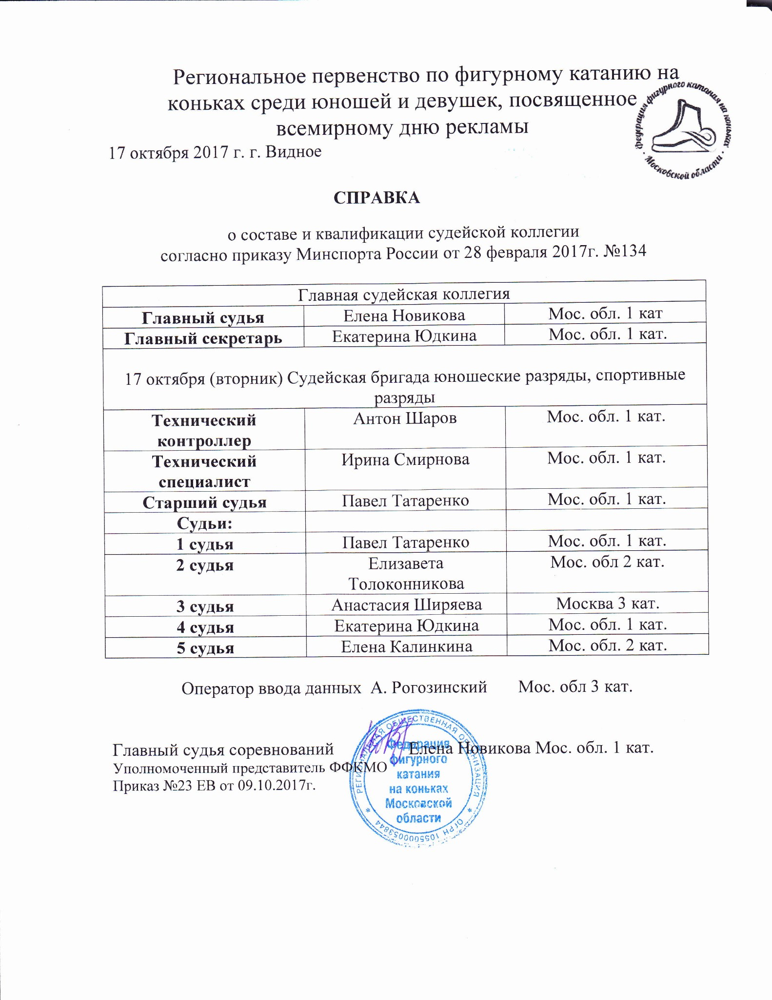 Региональное первенство по фигурному катанию на
коньках среди юношей и девушек, посвященное
всемирному дню рекламы
17 октября 2017 г. г. Видное
Федерация фигурного катания на коньках
· Московской области ·
СПРАВКА
о составе и квалификации судейской коллегии
согласно приказу Минспорта России от 28 февраля 2017г. №134
Главная судейская коллегия
Главный судья Елена Новикова Мос. обл. 1 кат
Главный секретарь Екатерина Юдкина Мос. обл. 1 кат.
17 октября (вторник) Судейская бригада юношеские разряды, спортивные
разряды
Технический Антон Шаров Мос. обл. 1 кат.
контроллер
Технический Ирина Смирнова Мос. обл. 1 кат.
специалист
Старший судья Павел Татаренко Мос. обл. 1 кат.
Судьи:
1 судья Павел Татаренко Мос. обл. 1 кат.
2 судья Елизавета Мос. обл 2 кат.
Толоконникова
3 судья Анастасия Ширяева Москва 3 кат.
4 судья Екатерина Юдкина Мос. обл. 1 кат.
5 судья Елена Калинкина Мос. обл. 2 кат.
Оператор ввода данных А. Рогозинский Мос. обл 3 кат.
Главный судья соревнований Елена Новикова Мос. обл. 1 кат.
Уполномоченный представитель ФФКМО
Приказ №23 ЕВ от 09.10.2017г.
РЕГИОНАЛЬНАЯ ОБЩЕСТВЕННАЯ ОРГАНИЗАЦИЯ
Федерация
фигурного
катания
на коньках
Московской
области
* ОГРН 1055000053844 *